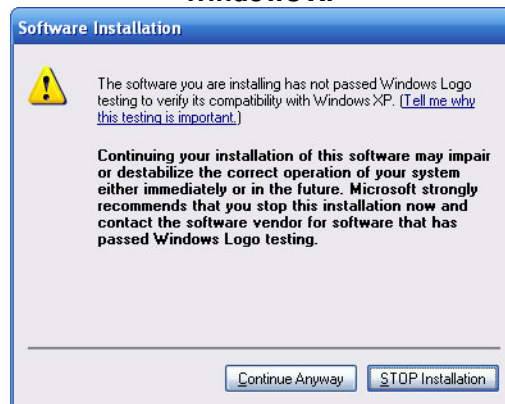 Software Installation
The software you are installing has not passed Windows Logo
testing to verify its compatibility with Windows XP. (Tell me why
this testing is important.)
Continuing your installation of this software may impair
or destabilize the correct operation of your system
either immediately or in the future. Microsoft strongly
recommends that you stop this installation now and
contact the software vendor for software that has
passed Windows Logo testing.
Continue Anyway
STOP Installation